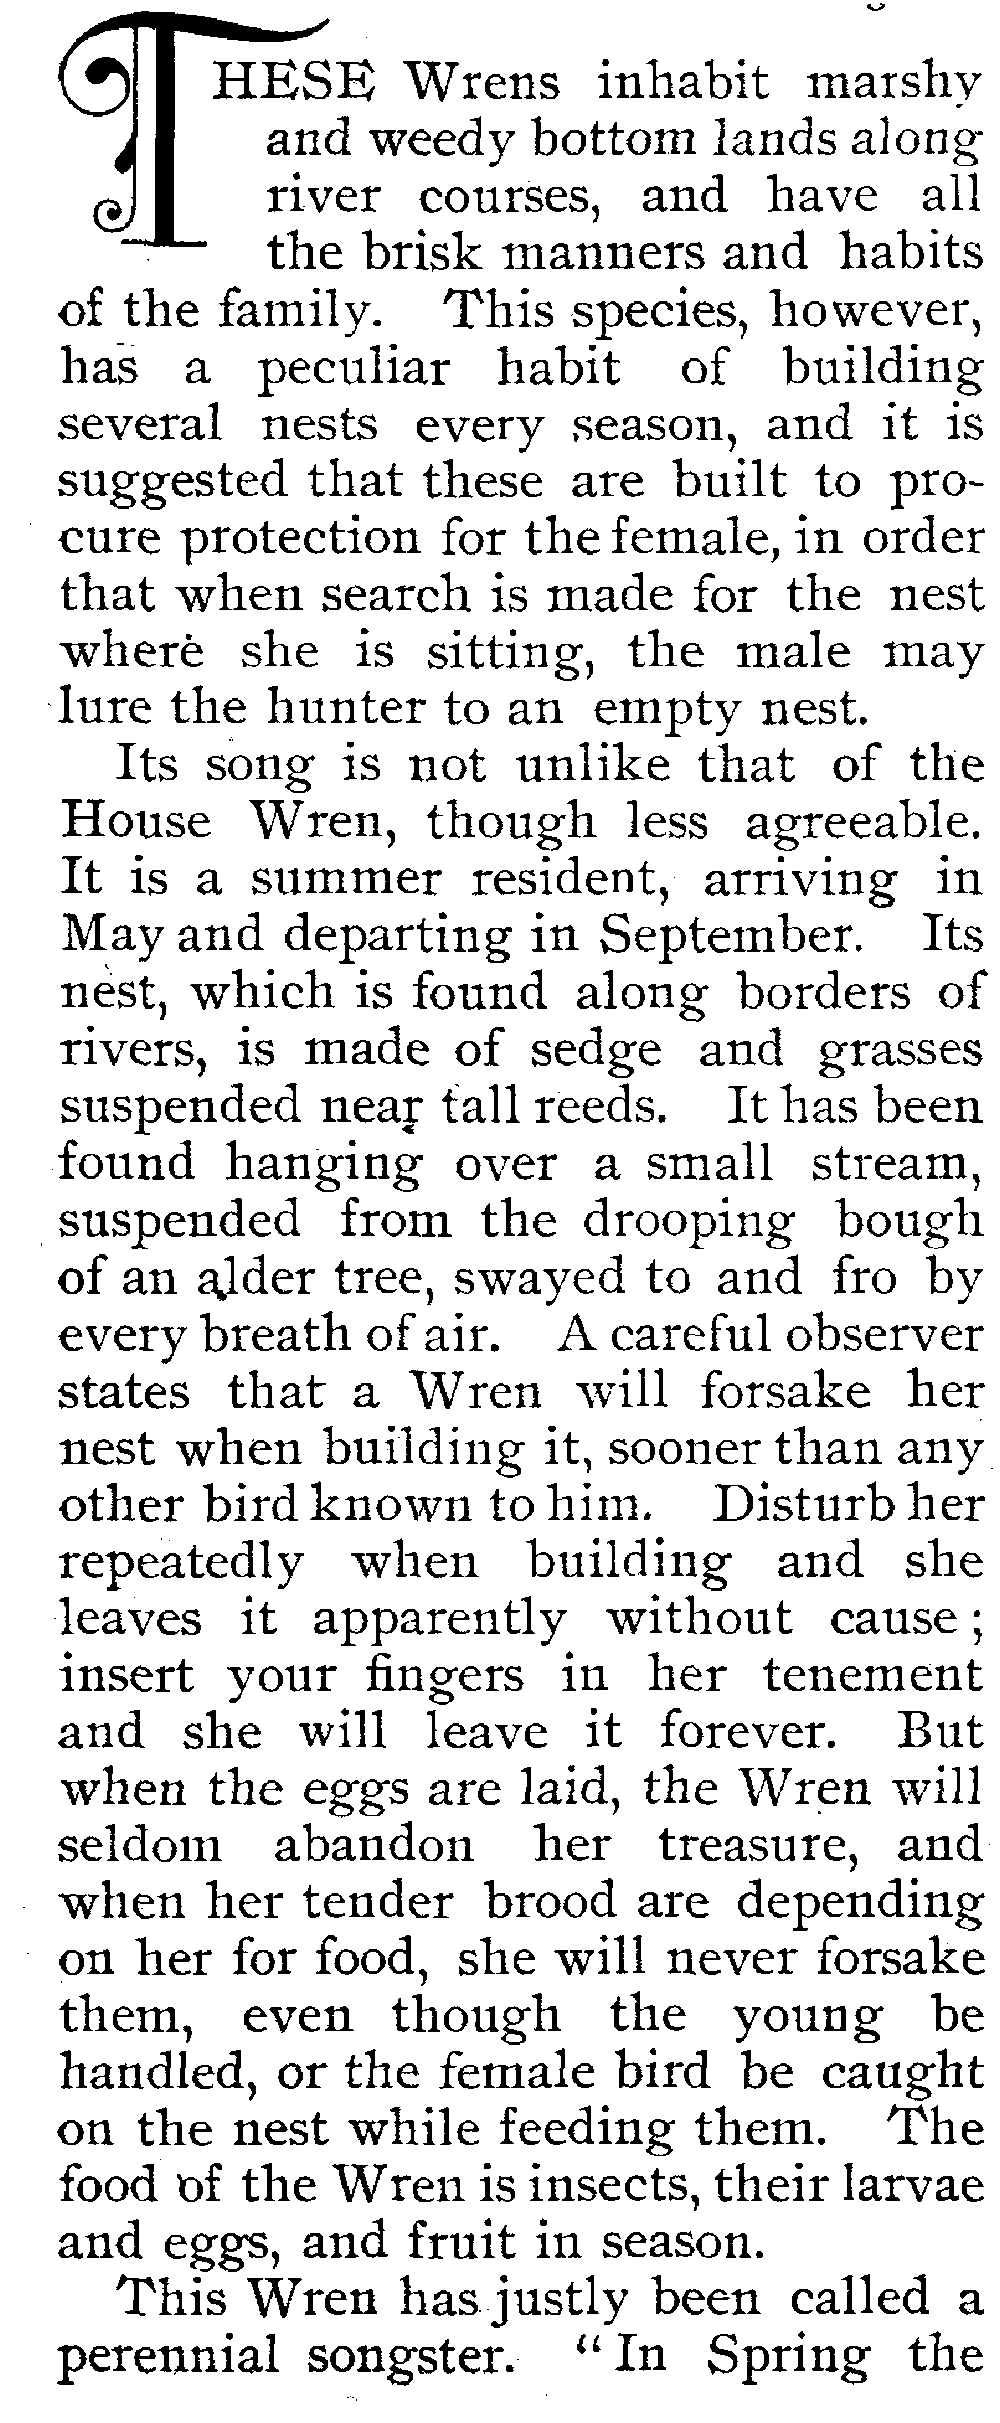 THESE Wrens inhabit marshy
and weedy bottom lands along
river courses, and have all
the brisk manners and habits
of the family. This species, however,
has a peculiar habit of building
several nests every season, and it is
suggested that these are built to pro-
cure protection for the female, in order
that when search is made for the nest
where she is sitting, the male may
lure the hunter to an empty nest.
Its song is not unlike that of the
House Wren, though less agreeable.
It is a summer resident, arriving in
May and departing in September. Its
nest, which is found along borders of
rivers, is made of sedge and grasses
suspended near tall reeds. It has been
found hanging over a small stream,
suspended from the drooping bough
of an alder tree, swayed to and fro by
every breath of air. A careful observer
states that a Wren will forsake her
nest when building it, sooner than any
other bird known to him. Disturb her
repeatedly when building and she
leaves it apparently without cause;
insert your fingers in her tenement
and she will leave it forever. But
when the eggs are laid, the Wren will
seldom abandon her treasure, and
when her tender brood are depending
on her for food, she will never forsake
them, even though the young be
handled, or the female bird be caught
on the nest while feeding them. The
food of the Wren is insects, their larvae
and eggs, and fruit in season.
This Wren has justly been called a
perennial songster. "In Spring the